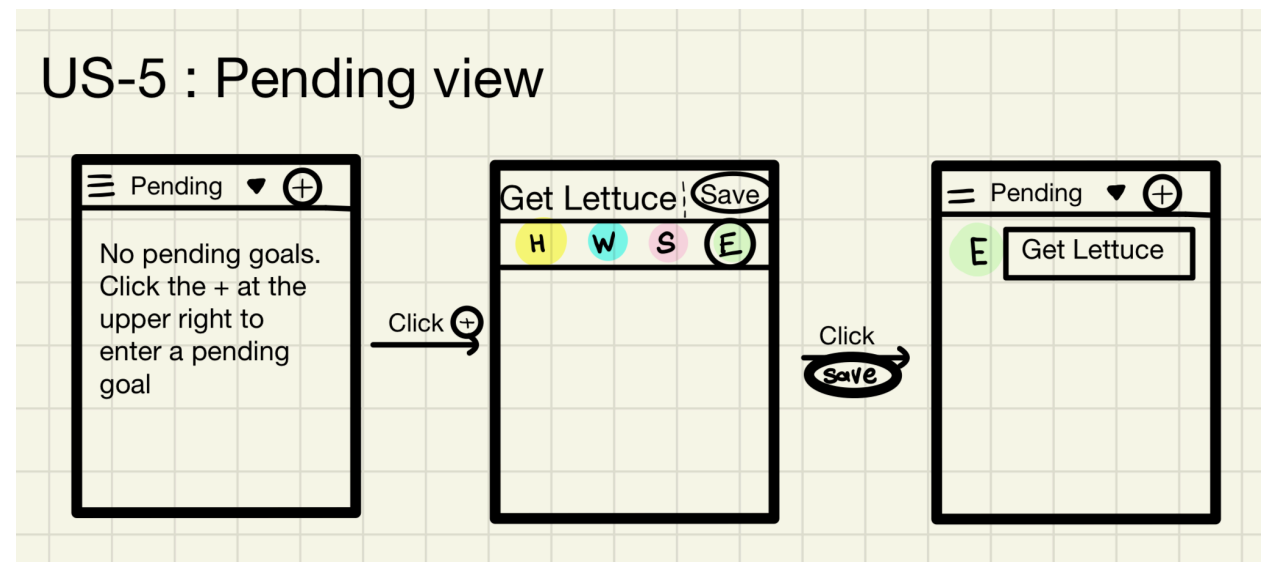 US-5 : Pending view
Pending
No pending goals.
Click the + at the
upper right to
enter a pending
goal
Click +
Get Lettuce Save
H W S E
Click
save
Pending +
E Get Lettuce